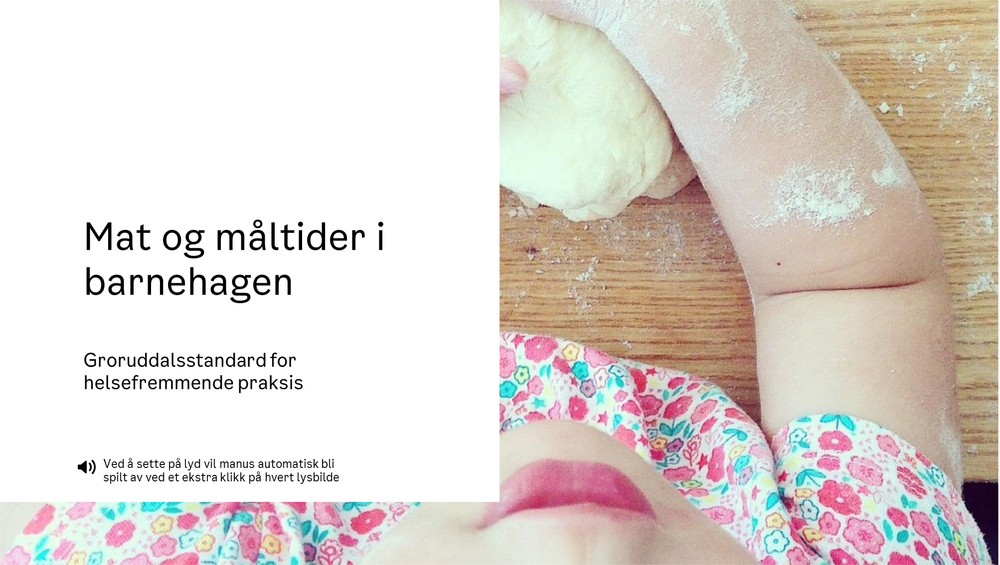 Mat og måltider i
barnehagen
Groruddalsstandard for
helsefremmende praksis
Ved å sette på lyd vil manus automatisk bli
spilt av ved et ekstra klikk på hvert lysbilde